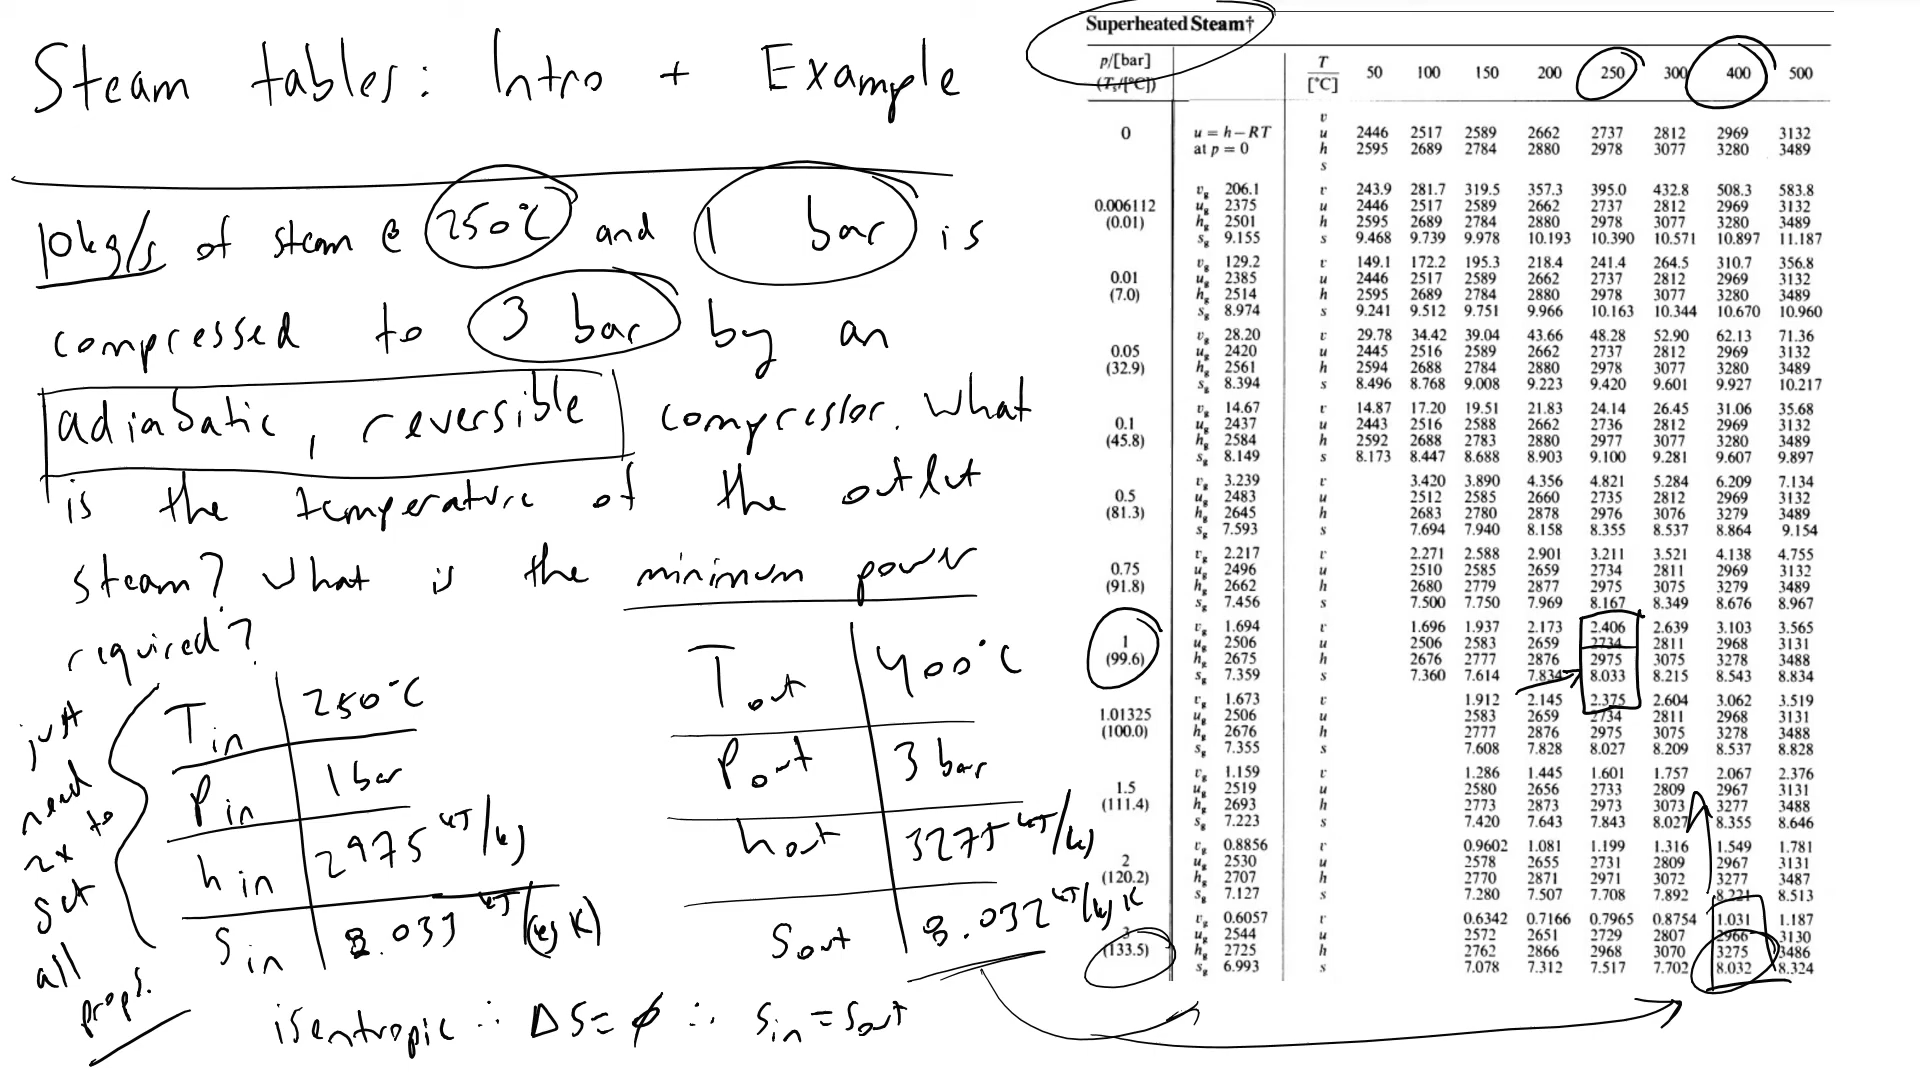 Steam tables: Intro + Example
10kg/s of steam @ 250°C and 1 bar is
compressed to 3 bar by an
adiabatic, reversible compressor. What
is the temperature of the outlet
steam? What is the minimum power
required?
just
need
2x to
get
all
props.
Tin 250°C
Pin 1 bar
hin 2975 kJ/kg
Sin 8.033 kJ/(kg K)
Tout 400°C
Pout 3 bar
hout 3275 kJ/kg
Sout 8.032 kJ/kg K
isentropic ∴ ΔS = φ ∴ Sin = Sout
Superheated Steam†
p/[bar] (Ts/[°C]) T [°C] 50 100 150 200 250 300 400 500
v
0 u = h−RT u 2446 2517 2589 2662 2737 2812 2969 3132
at p = 0 h 2595 2689 2784 2880 2978 3077 3280 3489
s
vg 206.1 v 243.9 281.7 319.5 357.3 395.0 432.8 508.3 583.8
0.006112 ug 2375 u 2446 2517 2589 2662 2737 2812 2969 3132
(0.01) hg 2501 h 2595 2689 2784 2880 2978 3077 3280 3489
sg 9.155 s 9.468 9.739 9.978 10.193 10.390 10.571 10.897 11.187
vg 129.2 v 149.1 172.2 195.3 218.4 241.4 264.5 310.7 356.8
0.01 ug 2385 u 2446 2517 2589 2662 2737 2812 2969 3132
(7.0) hg 2514 h 2595 2689 2784 2880 2978 3077 3280 3489
sg 8.974 s 9.241 9.512 9.751 9.966 10.163 10.344 10.670 10.960
vg 28.20 v 29.78 34.42 39.04 43.66 48.28 52.90 62.13 71.36
0.05 ug 2420 u 2445 2516 2589 2662 2737 2812 2969 3132
(32.9) hg 2561 h 2594 2688 2784 2880 2978 3077 3280 3489
sg 8.394 s 8.496 8.768 9.008 9.223 9.420 9.601 9.927 10.217
vg 14.67 v 14.87 17.20 19.51 21.83 24.14 26.45 31.06 35.68
0.1 ug 2437 u 2443 2516 2588 2662 2736 2812 2969 3132
(45.8) hg 2584 h 2592 2688 2783 2880 2977 3077 3280 3489
sg 8.149 s 8.173 8.447 8.688 8.903 9.100 9.281 9.607 9.897
vg 3.239 v 3.420 3.890 4.356 4.821 5.284 6.209 7.134
0.5 ug 2483 u 2512 2585 2660 2735 2812 2969 3132
(81.3) hg 2645 h 2683 2780 2878 2976 3076 3279 3489
sg 7.593 s 7.694 7.940 8.158 8.355 8.537 8.864 9.154
vg 2.217 v 2.271 2.588 2.901 3.211 3.521 4.138 4.755
0.75 ug 2496 u 2510 2585 2659 2734 2811 2969 3132
(91.8) hg 2662 h 2680 2779 2877 2975 3075 3279 3489
sg 7.456 s 7.500 7.750 7.969 8.167 8.349 8.676 8.967
vg 1.694 v 1.696 1.937 2.173 2.406 2.639 3.103 3.565
1 ug 2506 u 2506 2583 2659 2734 2811 2968 3131
(99.6) hg 2675 h 2676 2777 2876 2975 3075 3278 3488
sg 7.359 s 7.360 7.614 7.834 8.033 8.215 8.543 8.834
vg 1.673 v 1.912 2.145 2.375 2.604 3.062 3.519
1.01325 ug 2506 u 2583 2659 2734 2811 2968 3131
(100.0) hg 2676 h 2777 2876 2975 3075 3278 3488
sg 7.355 s 7.608 7.828 8.027 8.209 8.537 8.828
vg 1.159 v 1.286 1.445 1.601 1.757 2.067 2.376
1.5 ug 2519 u 2580 2656 2733 2809 2967 3131
(111.4) hg 2693 h 2773 2873 2973 3073 3277 3488
sg 7.223 s 7.420 7.643 7.843 8.027 8.355 8.646
vg 0.8856 v 0.9602 1.081 1.199 1.316 1.549 1.781
2 ug 2530 u 2578 2655 2731 2809 2967 3131
(120.2) hg 2707 h 2770 2871 2971 3072 3277 3487
sg 7.127 s 7.280 7.507 7.708 7.892 8.221 8.513
vg 0.6057 v 0.6342 0.7166 0.7965 0.8754 1.031 1.187
3 ug 2544 u 2572 2651 2729 2807 2966 3130
(133.5) hg 2725 h 2762 2866 2968 3070 3275 3486
sg 6.993 s 7.078 7.312 7.517 7.702 8.032 8.324